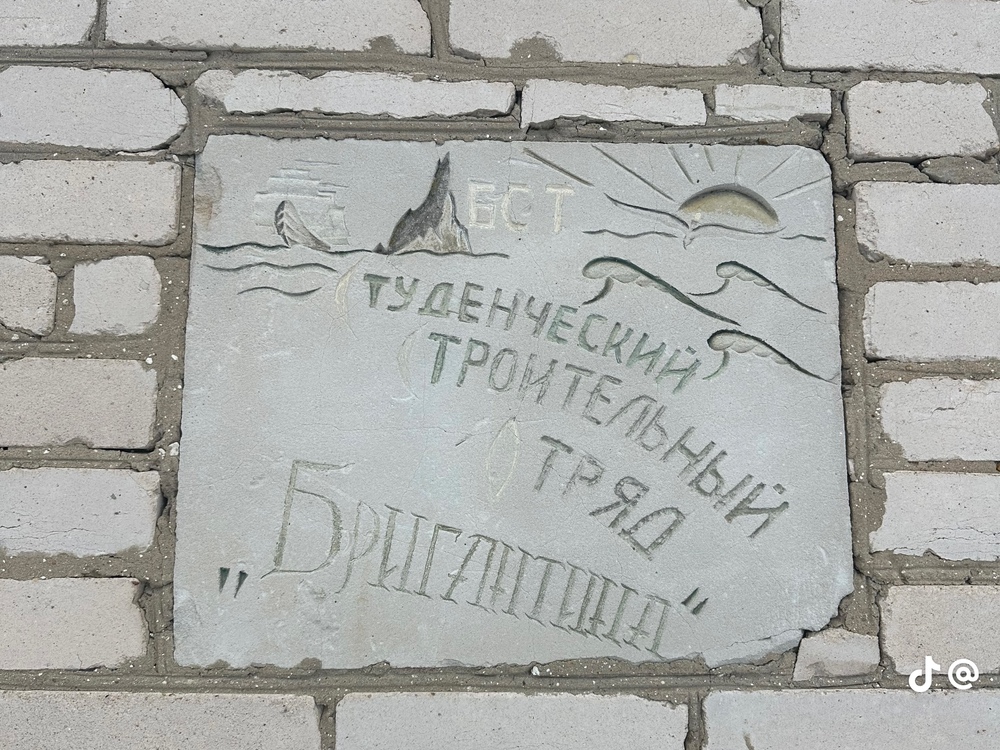 БСТ
Студенческий
Строительный
Отряд
"Бригантина"
@